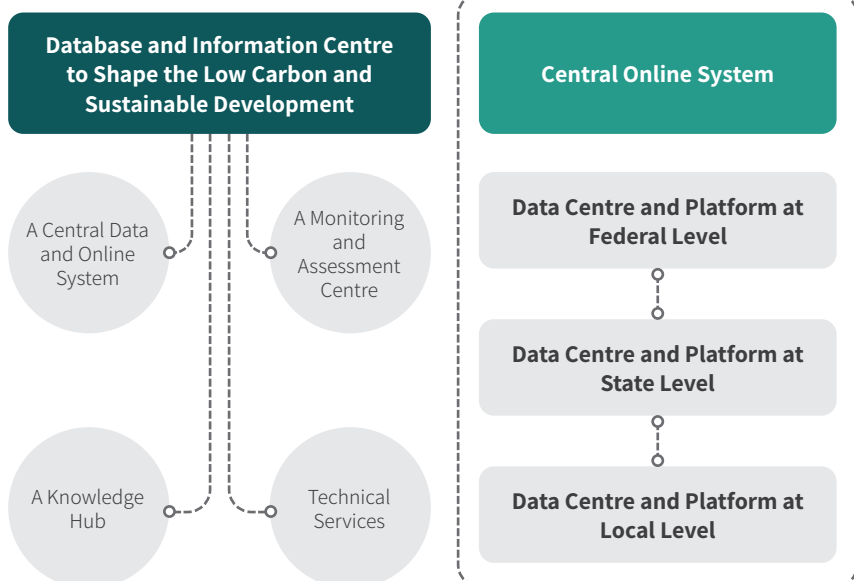 Database and Information Centre
to Shape the Low Carbon and
Sustainable Development
A Central Data
and Online
System
A Monitoring
and
Assessment
Centre
A Knowledge
Hub
Technical
Services
Central Online System
Data Centre and Platform at
Federal Level
Data Centre and Platform at
State Level
Data Centre and Platform at
Local Level